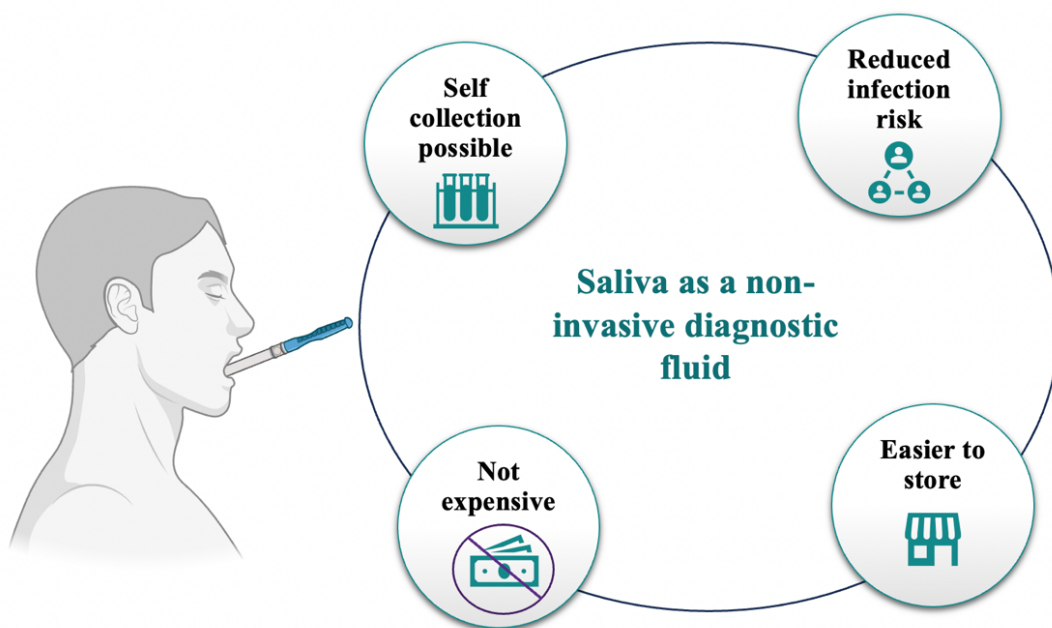 Self
collection
possible
Reduced
infection
risk
Saliva as a non-
invasive diagnostic
fluid
Not
expensive
Easier to
store